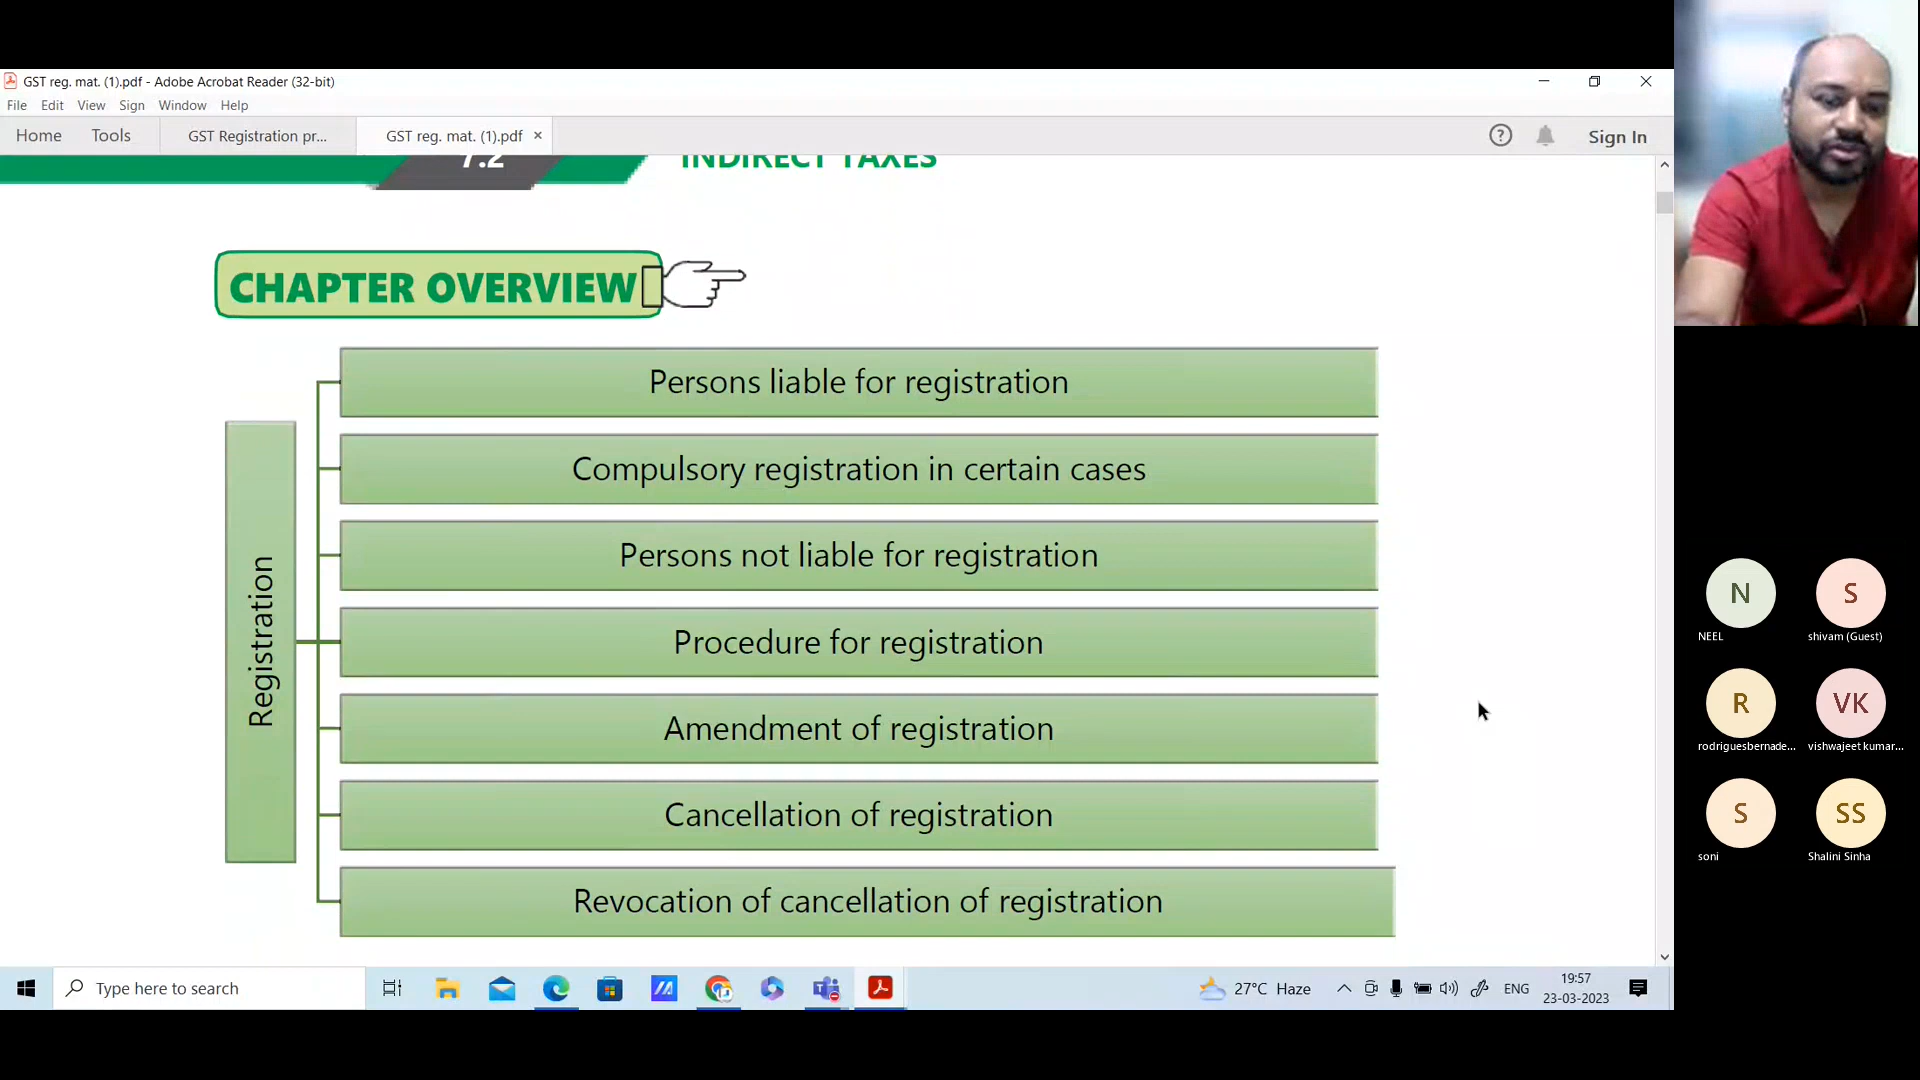 GST reg. mat. (1).pdf - Adobe Acrobat Reader (32-bit)
File Edit View Sign Window Help
Home Tools GST Registration pr... GST reg. mat. (1).pdf × Sign In
7.2 INDIRECT TAXES
CHAPTER OVERVIEW
Registration
Persons liable for registration
Compulsory registration in certain cases
Persons not liable for registration
Procedure for registration
Amendment of registration
Cancellation of registration
Revocation of cancellation of registration
N
NEEL
S
shivam (Guest)
R
rodriguesbernade...
VK
vishwajeet kumar...
S
soni
SS
Shalini Sinha
Type here to search
27°C Haze
ENG
19:57
23-03-2023